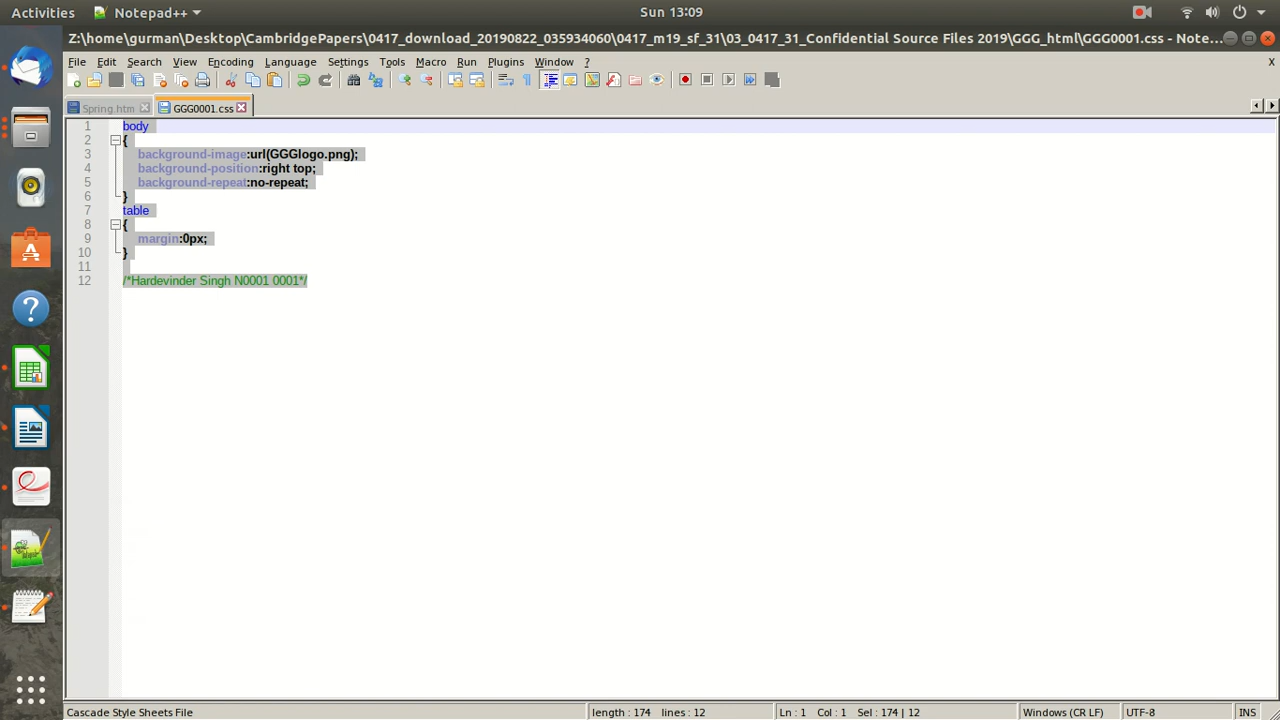 Activities
Notepad++
Sun 13:09
Z:\home\gurman\Desktop\CambridgePapers\0417_download_20190822_035934060\0417_m19_sf_31\03_0417_31_Confidential Source Files 2019\GGG_html\GGG0001.css - Note...
File Edit Search View Encoding Language Settings Tools Macro Run Plugins Window ?
X
Spring.htm
GGG0001.css
1 body
2 {
3 background-image:url(GGGlogo.png);
4 background-position:right top;
5 background-repeat:no-repeat;
6 }
7 table
8 {
9 margin:0px;
10 }
11
12 /*Hardevinder Singh N0001 0001*/
Cascade Style Sheets File
length : 174 lines : 12
Ln : 1 Col : 1 Sel : 174 | 12
Windows (CR LF)
UTF-8
INS